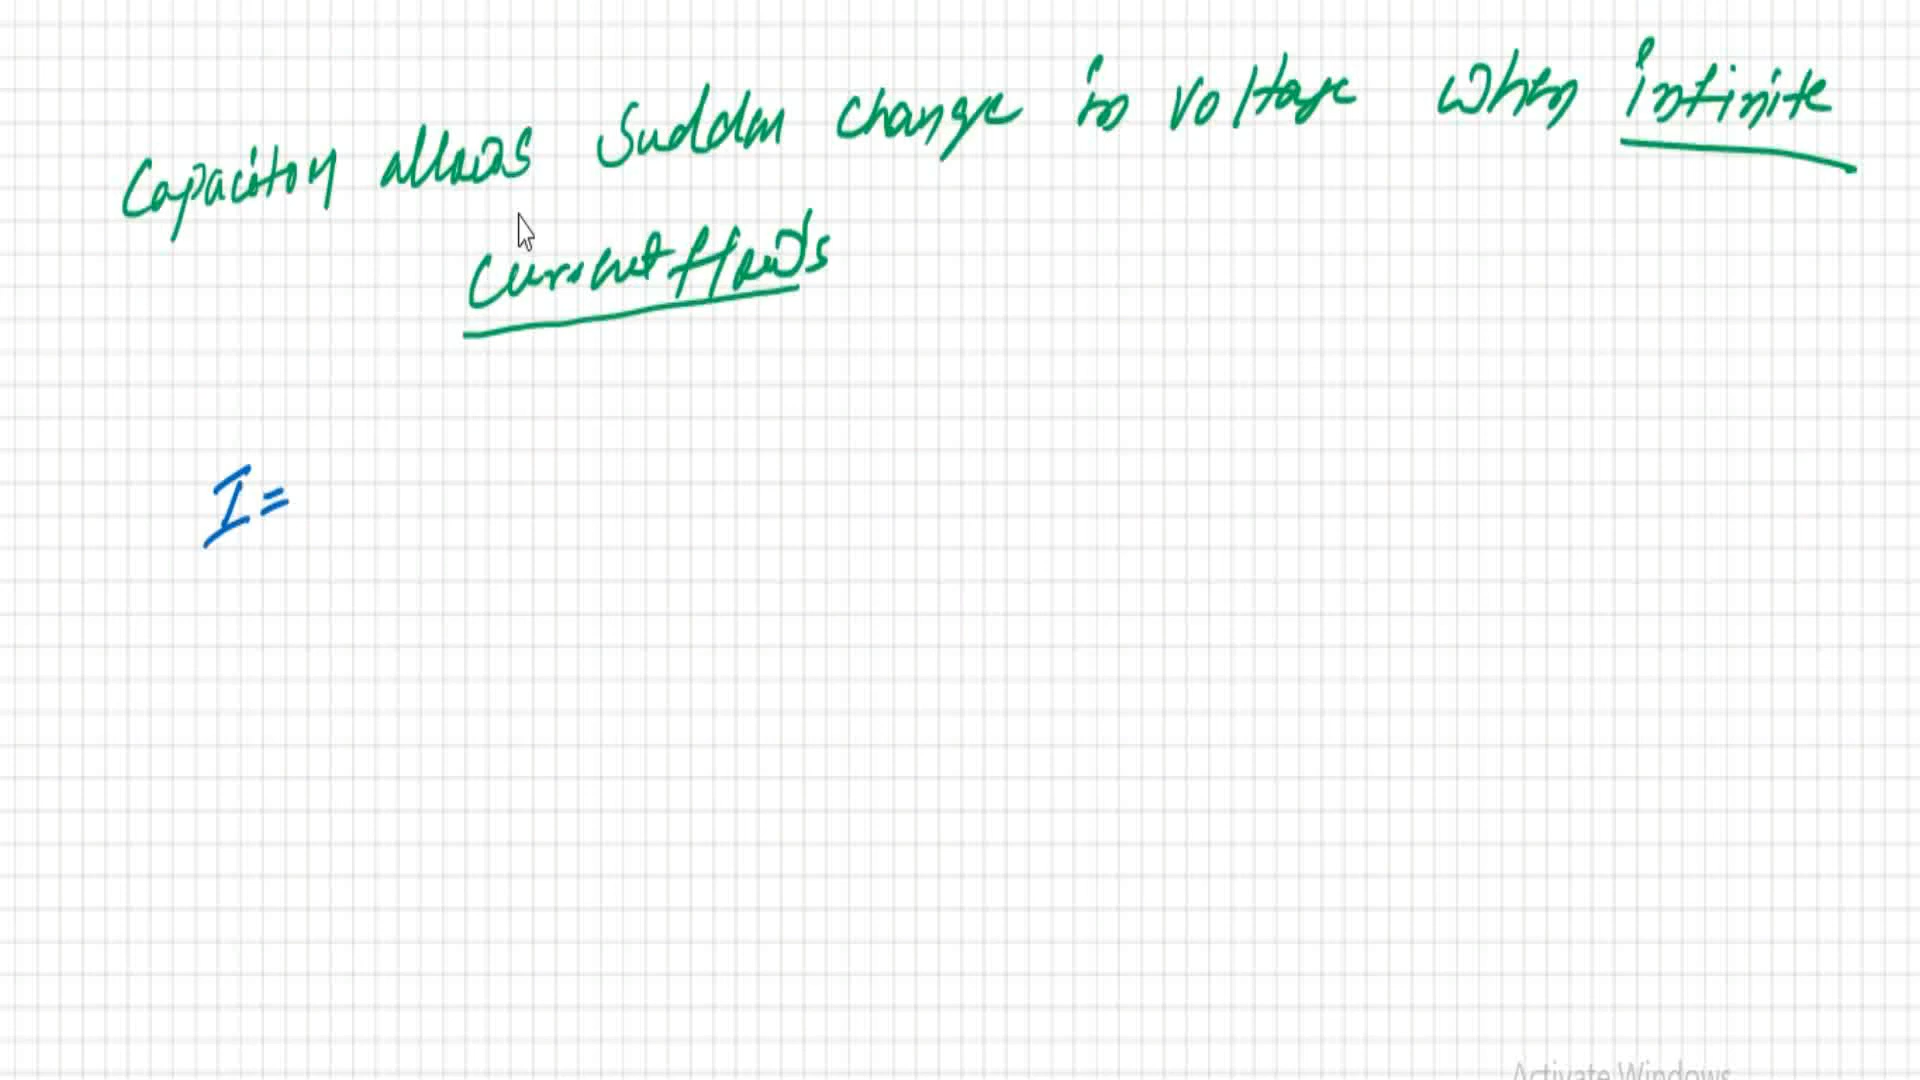 Capacitor allows sudden change in voltage when infinite
current flows
I =
Activate Windows